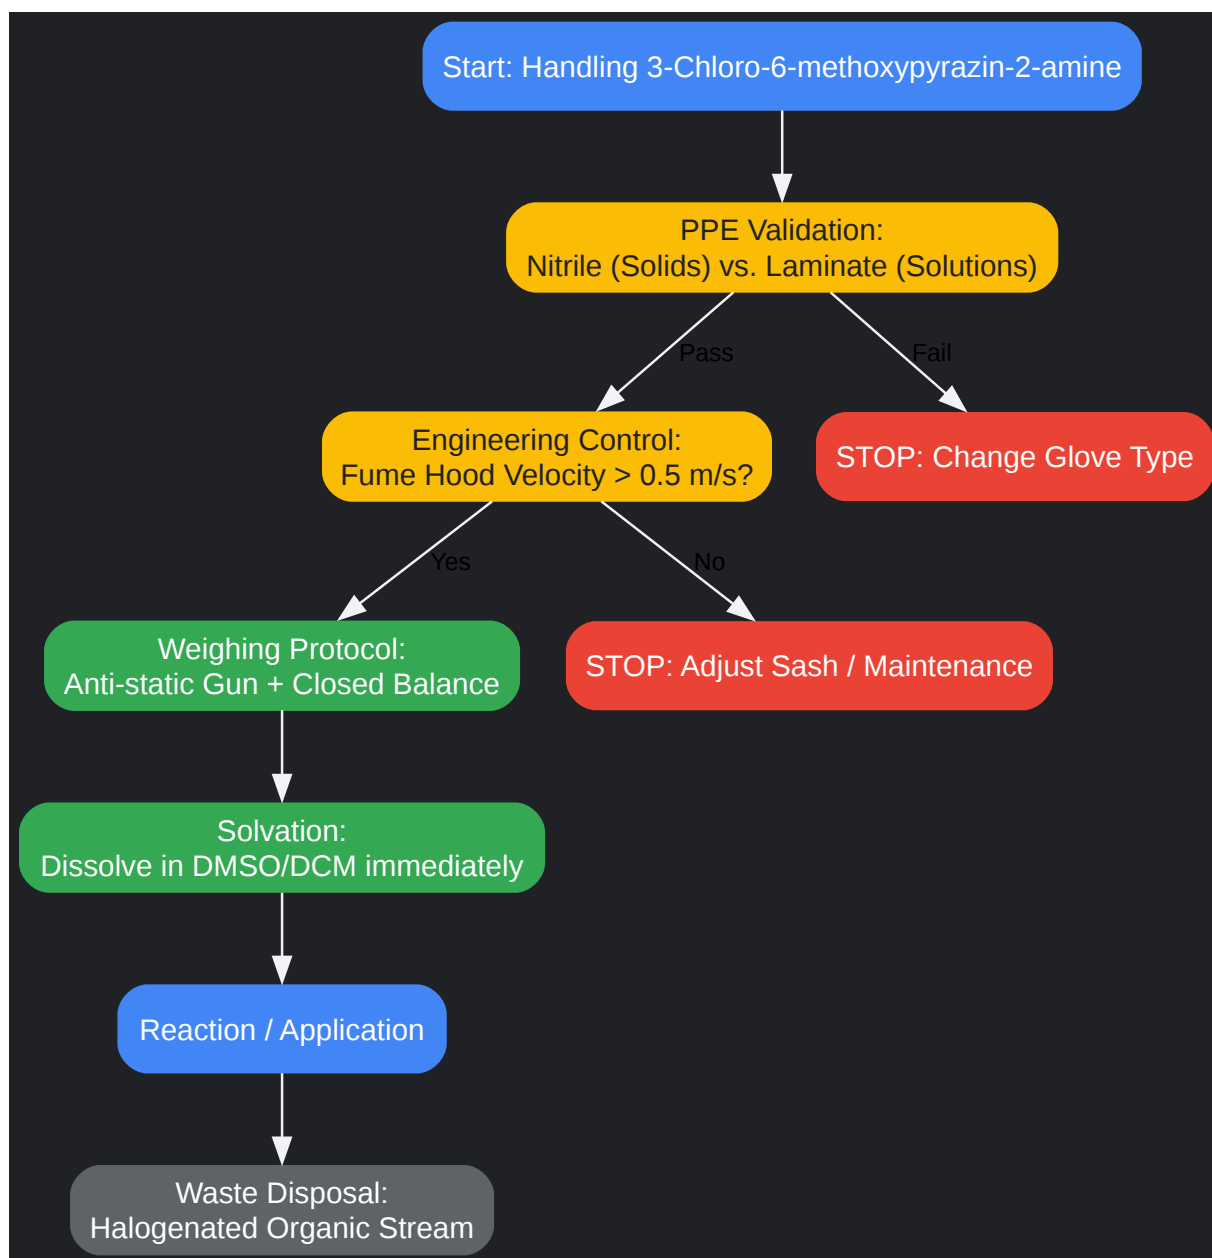 Start: Handling 3-Chloro-6-methoxypyrazin-2-amine
PPE Validation:
Nitrile (Solids) vs. Laminate (Solutions)
Pass
Fail
Engineering Control:
Fume Hood Velocity > 0.5 m/s?
STOP: Change Glove Type
Yes
No
Weighing Protocol:
Anti-static Gun + Closed Balance
STOP: Adjust Sash / Maintenance
Solvation:
Dissolve in DMSO/DCM immediately
Reaction / Application
Waste Disposal:
Halogenated Organic Stream